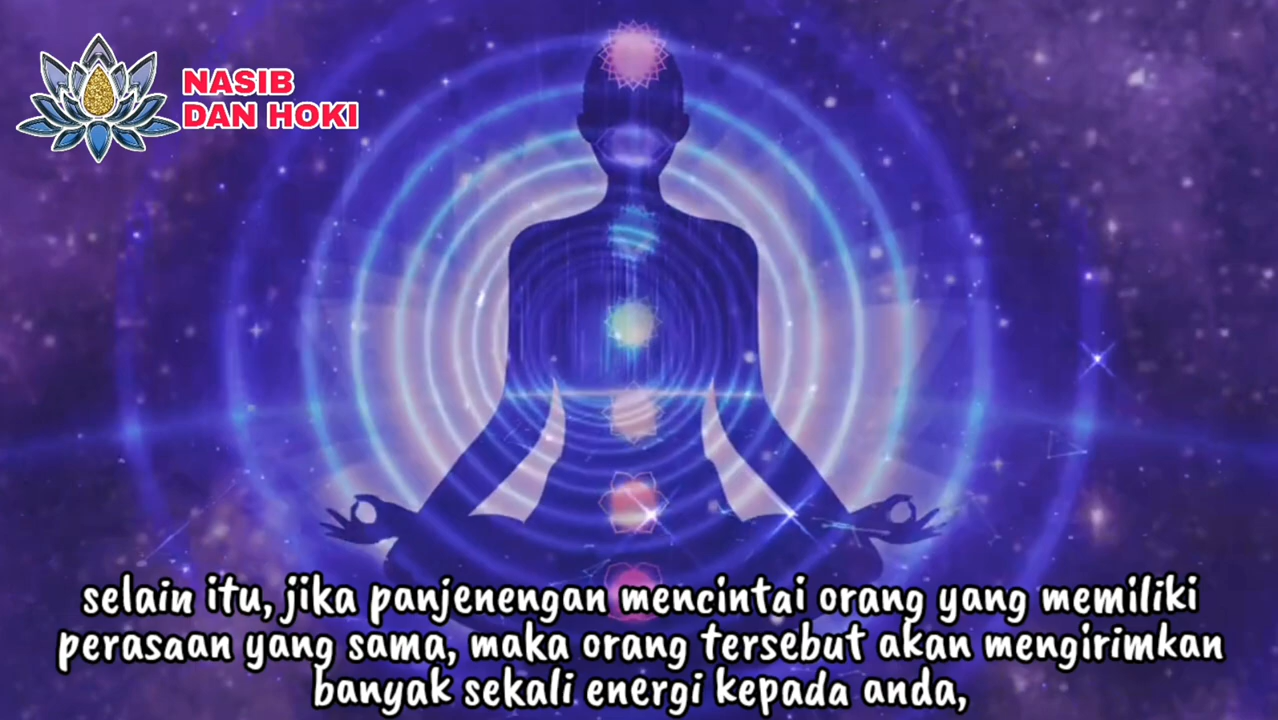 NASIB
DAN HOKI
selain itu, jika panjenengan mencintai orang yang memiliki
perasaan yang sama, maka orang tersebut akan mengirimkan
banyak sekali energi kepada anda,